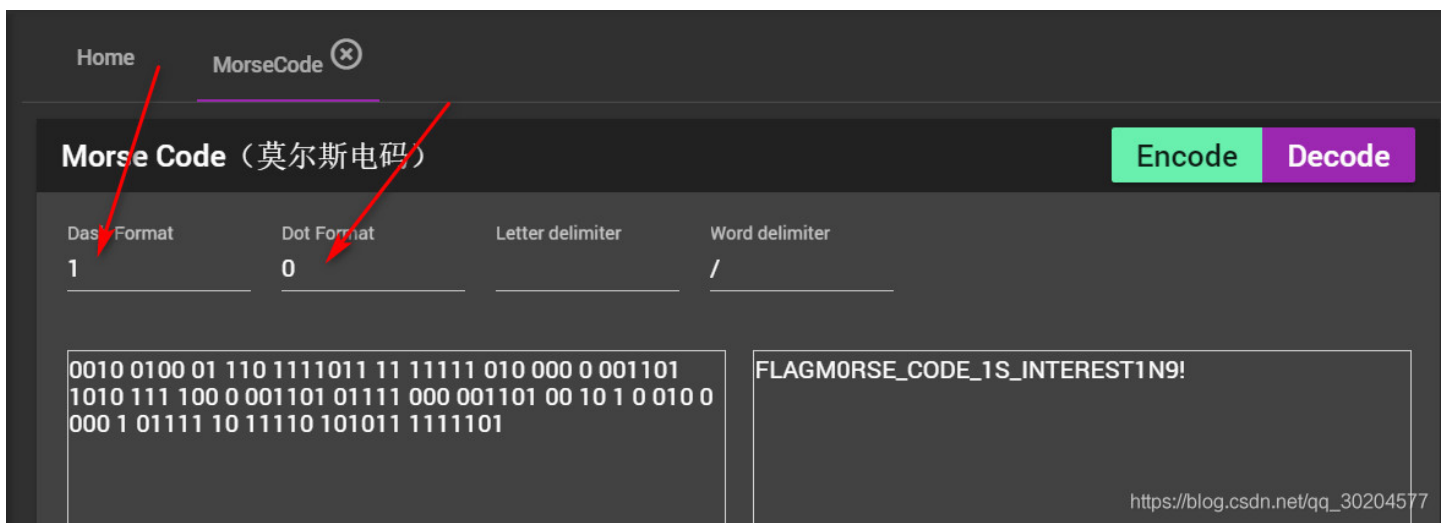 Home MorseCode
Morse Code（莫尔斯电码） Encode Decode
Dash Format Dot Format Letter delimiter Word delimiter
1 0 /
0010 0100 01 110 1111011 11 11111 010 000 0 001101
1010 111 100 0 001101 01111 000 001101 00 10 1 0 010 0
000 1 01111 10 11110 101011 1111101
FLAGM0RSE_CODE_1S_INTEREST1N9!
https://blog.csdn.net/qq_30204577